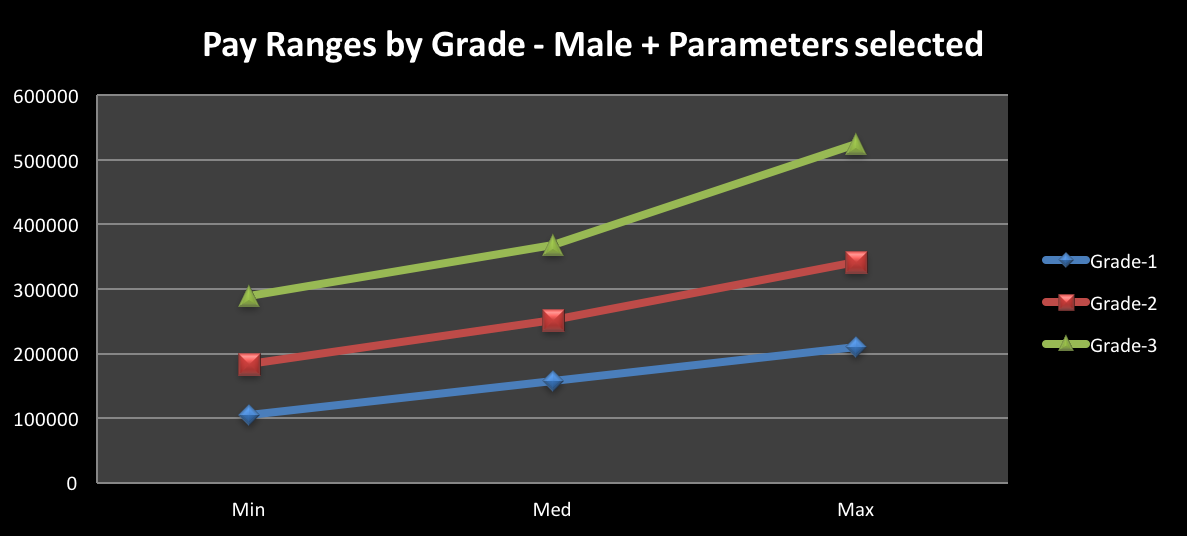 Pay Ranges by Grade - Male + Parameters selected
600000
500000
400000
300000
200000
100000
0
Min Med Max
Grade-1
Grade-2
Grade-3